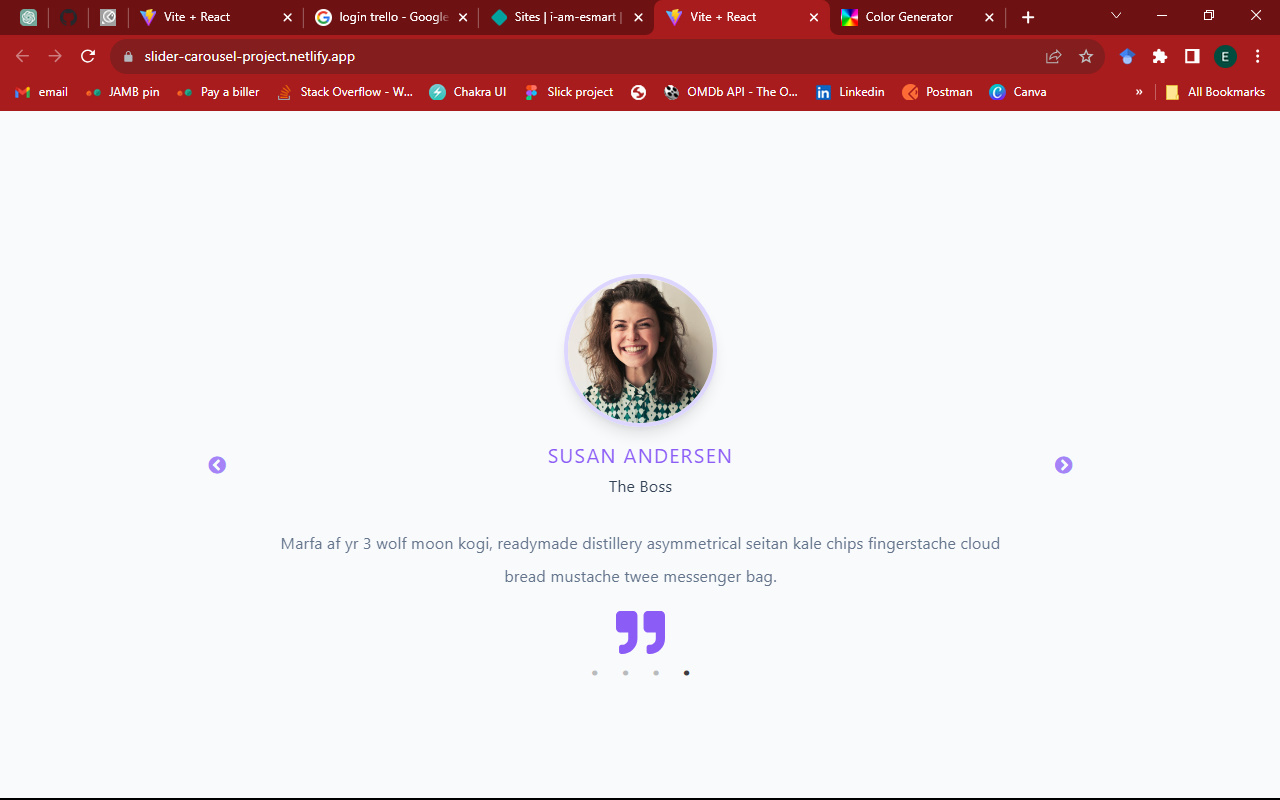 Vite + React
login trello - Google
Sites | i-am-esmart |
Vite + React
Color Generator
slider-carousel-project.netlify.app
E
email
JAMB pin
Pay a biller
Stack Overflow - W...
Chakra UI
Slick project
OMDb API - The O...
Linkedin
Postman
Canva
»
All Bookmarks
SUSAN ANDERSEN
The Boss
Marfa af yr 3 wolf moon kogi, readymade distillery asymmetrical seitan kale chips fingerstache cloud
bread mustache twee messenger bag.